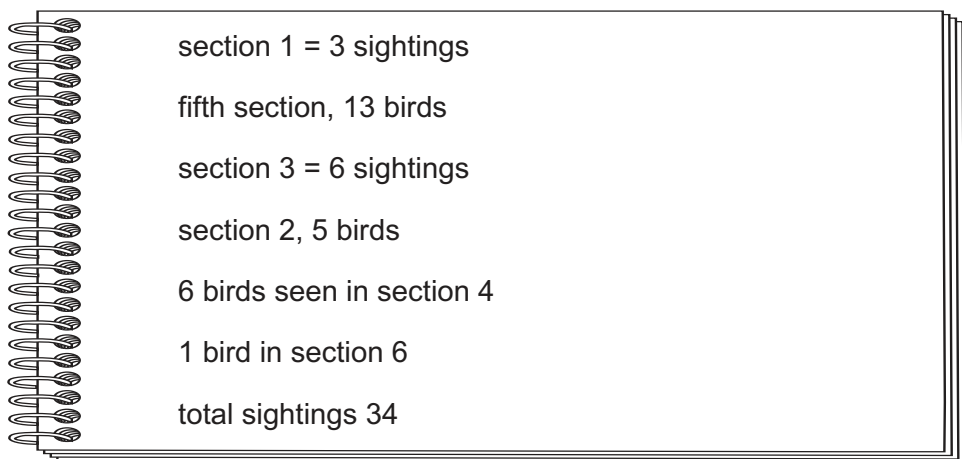 section 1 = 3 sightings
fifth section, 13 birds
section 3 = 6 sightings
section 2, 5 birds
6 birds seen in section 4
1 bird in section 6
total sightings 34